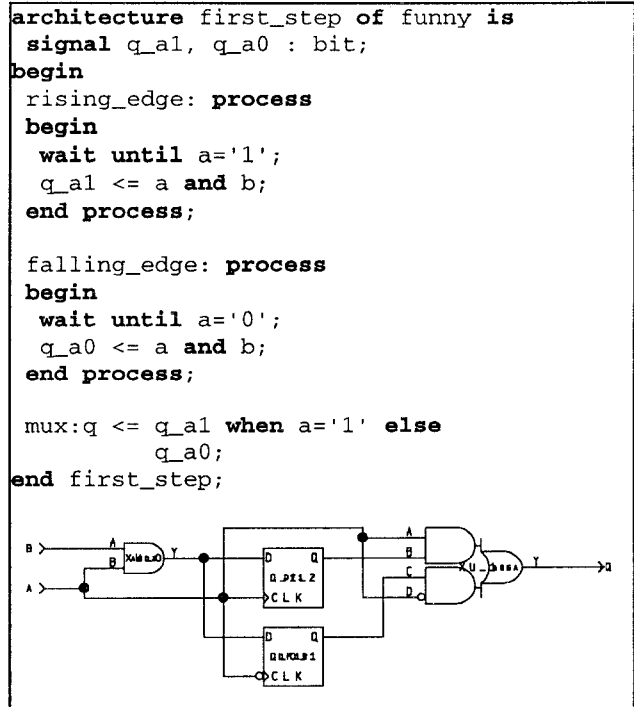 architecture first_step of funny is
signal q_a1, q_a0 : bit;
begin
rising_edge: process
begin
wait until a='1';
q_a1 <= a and b;
end process;
falling_edge: process
begin
wait until a='0';
q_a0 <= a and b;
end process;
mux:q <= q_a1 when a='1' else
q_a0;
end first_step;
B A Y
B
A
D Q
CLK
D Q
CLK
A
B
C
D
Y Q